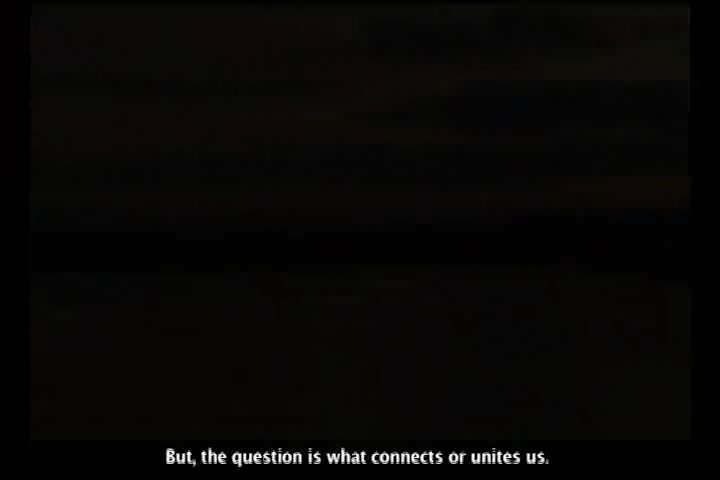 But, the question is what connects or unites us.